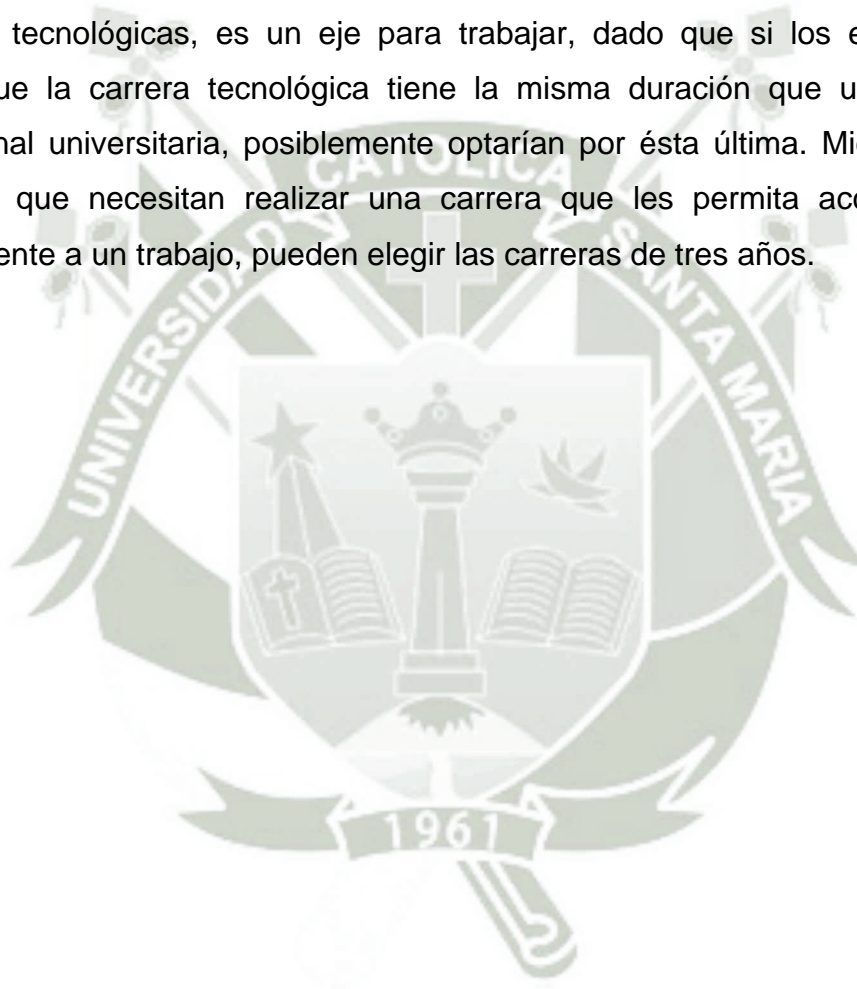 tecnológicas, es un eje para trabajar, dado que si los e
ue la carrera tecnológica tiene la misma duración que u
nal universitaria, posiblemente optarían por ésta última. Mie
que necesitan realizar una carrera que les permita acc
ente a un trabajo, pueden elegir las carreras de tres años.
UNIVERSIDAD CATOLICA SANTA MARIA
1961